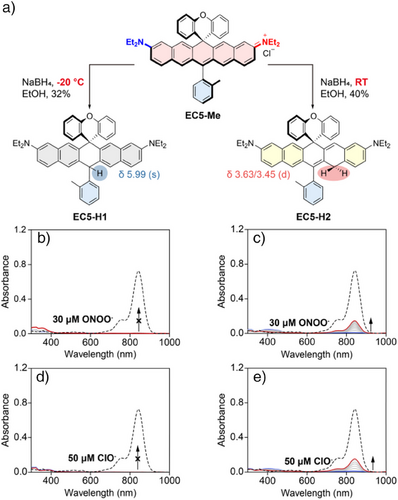 a)
O
Et₂N
NEt₂
Cl⁻
EC5-Me
NaBH₄, -20 °C
EtOH, 32%
NaBH₄, RT
EtOH, 40%
O
Et₂N
NEt₂
H
δ 5.99 (s)
EC5-H1
O
Et₂N
NEt₂
δ 3.63/3.45 (d)
H H
EC5-H2
b)
Absorbance
1.2
0.8
0.4
0.0
30 µM ONOO⁻
400 600 800 1000
Wavelength (nm)
c)
Absorbance
1.2
0.8
0.4
0.0
30 µM ONOO⁻
400 600 800 1000
Wavelength (nm)
d)
Absorbance
1.2
0.8
0.4
0.0
50 µM ClO⁻
400 600 800 1000
Wavelength (nm)
e)
Absorbance
1.2
0.8
0.4
0.0
50 µM ClO⁻
400 600 800 1000
Wavelength (nm)